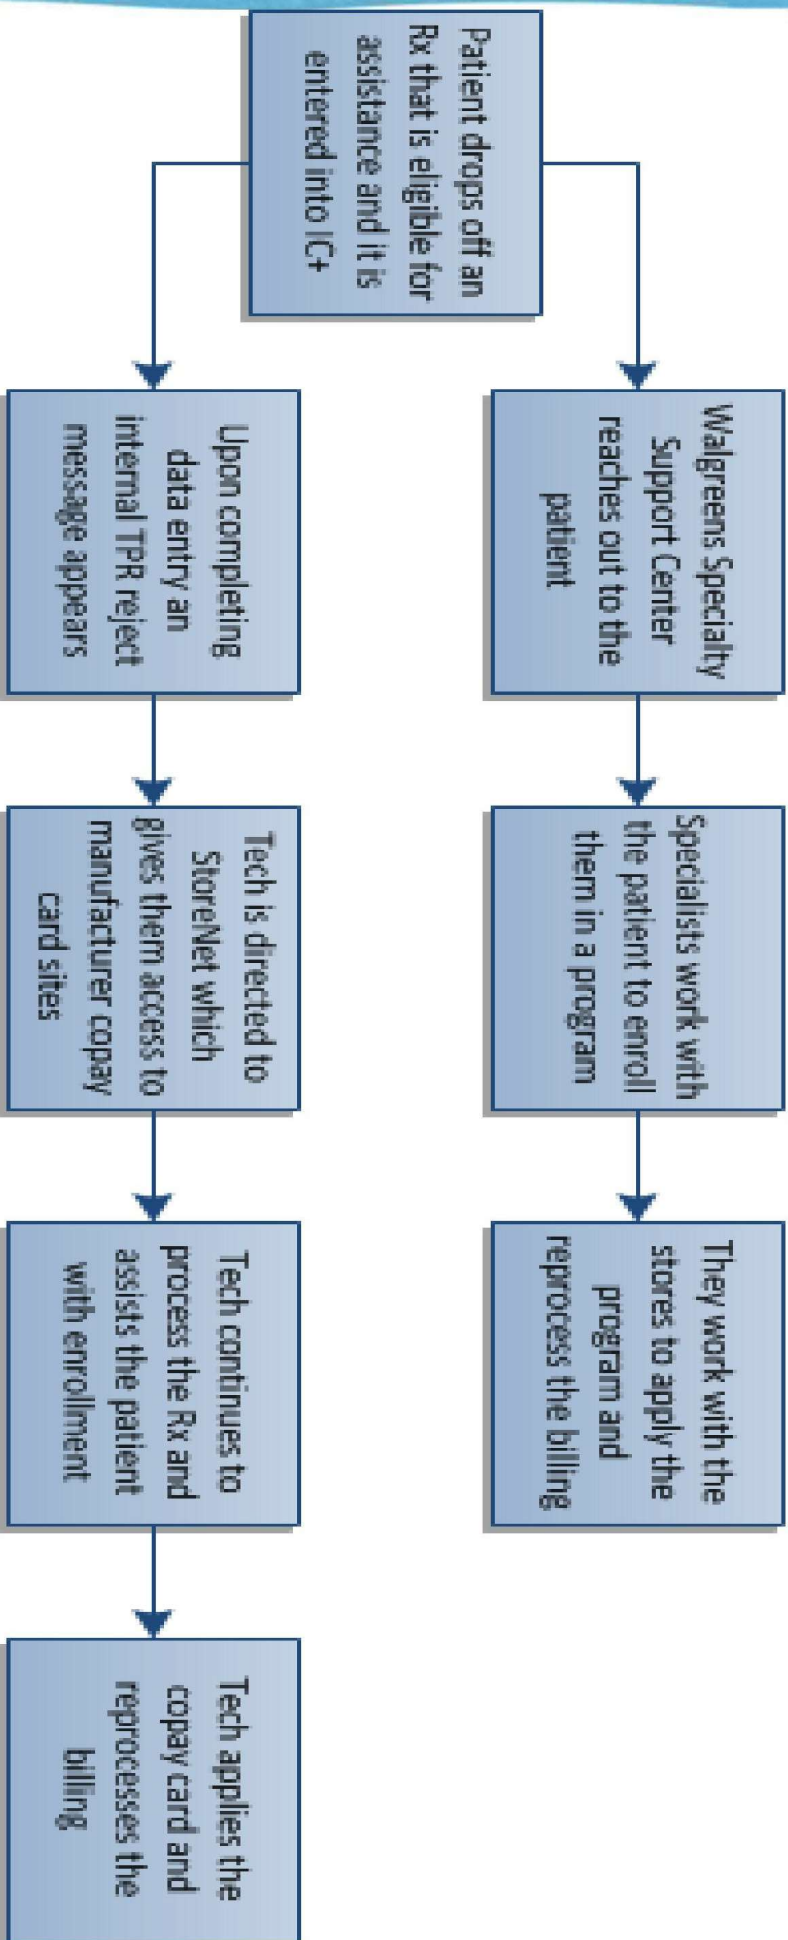 Patient drops off an
Rx that is eligible for
assistance and it is
entered into IC+
Walgreens Specialty
Support Center
reaches out to the
patient
Specialists work with
the patient to enroll
them in a program
They work with the
stores to apply the
program and
reprocess the billing
Upon completing
data entry an
internal TPR reject
message appears
Tech is directed to
StoreNet which
gives them access to
manufacturer copay
card sites
Tech continues to
process the Rx and
assists the patient
with enrollment
Tech applies the
copay card and
reprocesses the
billing